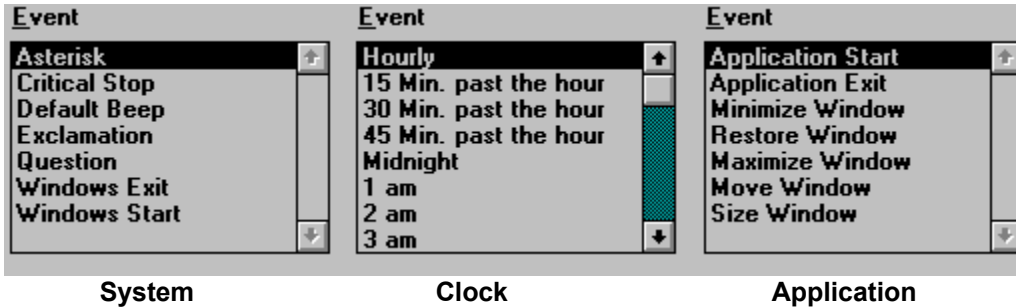 Event
Asterisk
Critical Stop
Default Beep
Exclamation
Question
Windows Exit
Windows Start
System
Event
Hourly
15 Min. past the hour
30 Min. past the hour
45 Min. past the hour
Midnight
1 am
2 am
3 am
Clock
Event
Application Start
Application Exit
Minimize Window
Restore Window
Maximize Window
Move Window
Size Window
Application